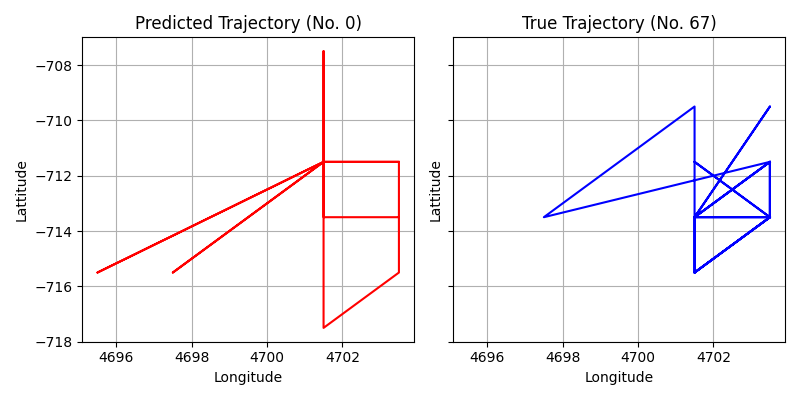 Predicted Trajectory (No. 0)
True Trajectory (No. 67)
−708
−710
−712
−714
−716
−718
Lattitude
Lattitude
4696
4698
4700
4702
4696
4698
4700
4702
Longitude
Longitude